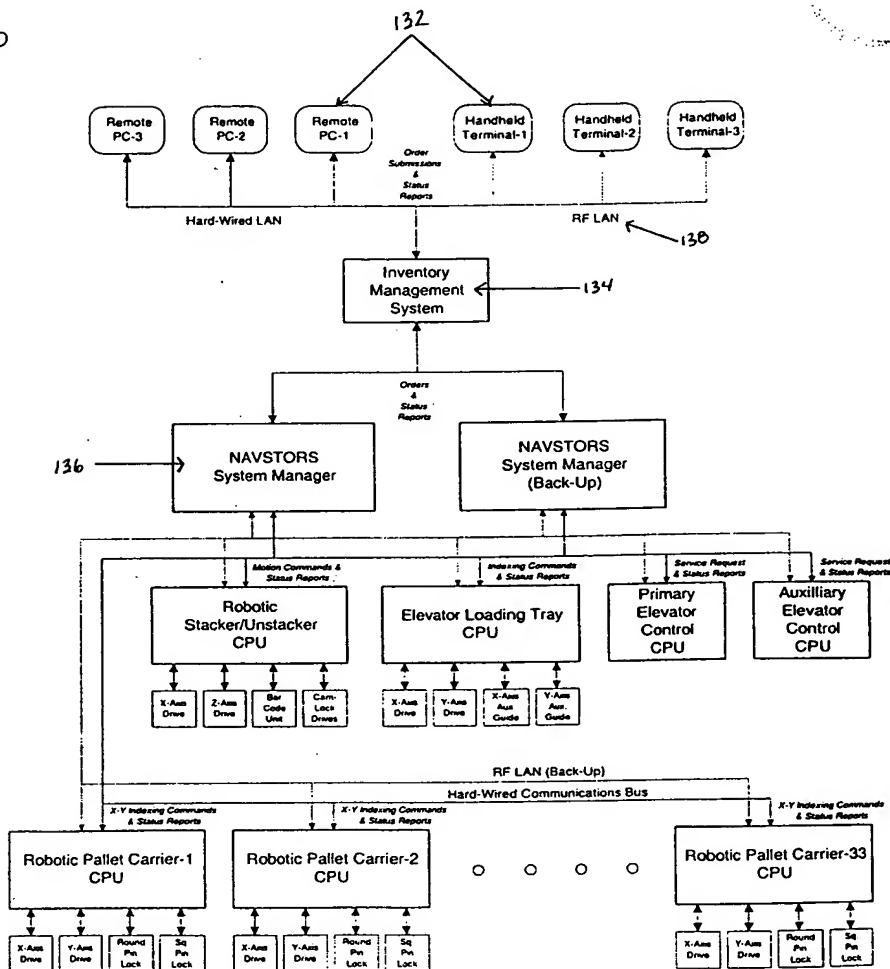 132
Remote PC-3
Remote PC-2
Remote PC-1
Handheld Terminal-1
Handheld Terminal-2
Handheld Terminal-3
Order
Submissions
&
Status
Reports
Hard-Wired LAN
RF LAN
138
Inventory
Management
System
134
Orders
&
Status
Reports
136
NAVSTORS
System Manager
NAVSTORS
System Manager
(Back-Up)
Motion Commands &
Status Reports
Indexing Commands
& Status Reports
Service Request
& Status Reports
Service Request
& Status Reports
Robotic
Stacker/Unstacker
CPU
Elevator Loading Tray
CPU
Primary
Elevator
Control
CPU
Auxilliary
Elevator
Control
CPU
X-Axis
Drive
Z-Axis
Drive
Bar
Code
Unit
Cam-
Lock
Drives
X-Axis
Drive
Y-Axis
Drive
X-Axis
Aux.
Guide
Y-Axis
Aux.
Guide
RF LAN (Back-Up)
Hard-Wired Communications Bus
X-Y Indexing Commands
& Status Reports
X-Y Indexing Commands
& Status Reports
X-Y Indexing Commands
& Status Reports
Robotic Pallet Carrier-1
CPU
Robotic Pallet Carrier-2
CPU
Robotic Pallet Carrier-33
CPU
X-Axis
Drive
Y-Axis
Drive
Round
Pin
Lock
Sq
Pin
Lock
X-Axis
Drive
Y-Axis
Drive
Round
Pin
Lock
Sq
Pin
Lock
X-Axis
Drive
Y-Axis
Drive
Round
Pin
Lock
Sq
Pin
Lock